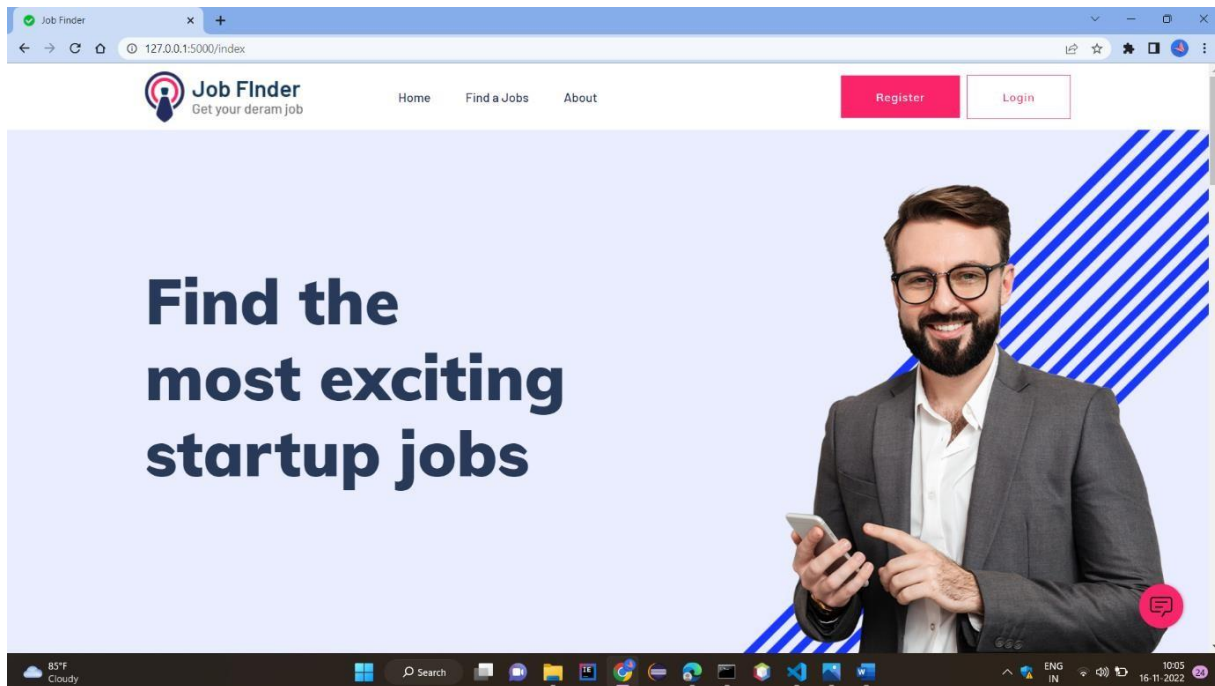 Job Finder
127.0.0.1:5000/index
Job FInder
Get your deram job
Home Find a Jobs About Register Login
Find the
most exciting
startup jobs
85°F
Cloudy
Search
ENG
IN
10:05
16-11-2022
24